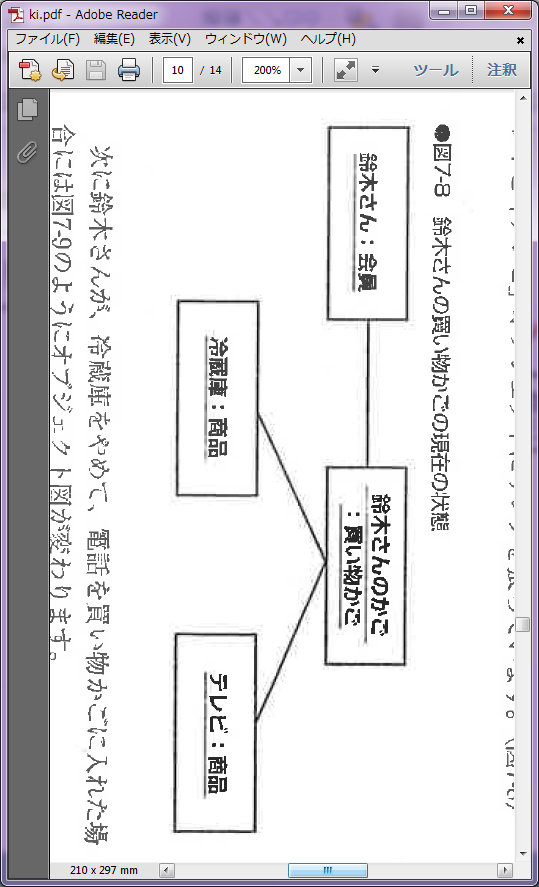 ki.pdf - Adobe Reader
ファイル(F) 編集(E) 表示(V) ウィンドウ(W) ヘルプ(H)
10 / 14 200% ツール 注釈
●図7-8 鈴木さんの買い物かごの現在の状態
鈴木さん：会員
鈴木さんのかご
：買い物かご
冷蔵庫：商品
テレビ：商品
次に鈴木さんが、冷蔵庫をやめて、電話を買い物かごに入れた場
合には図7-9のようにオブジェクト図が変わります。
210 x 297 mm